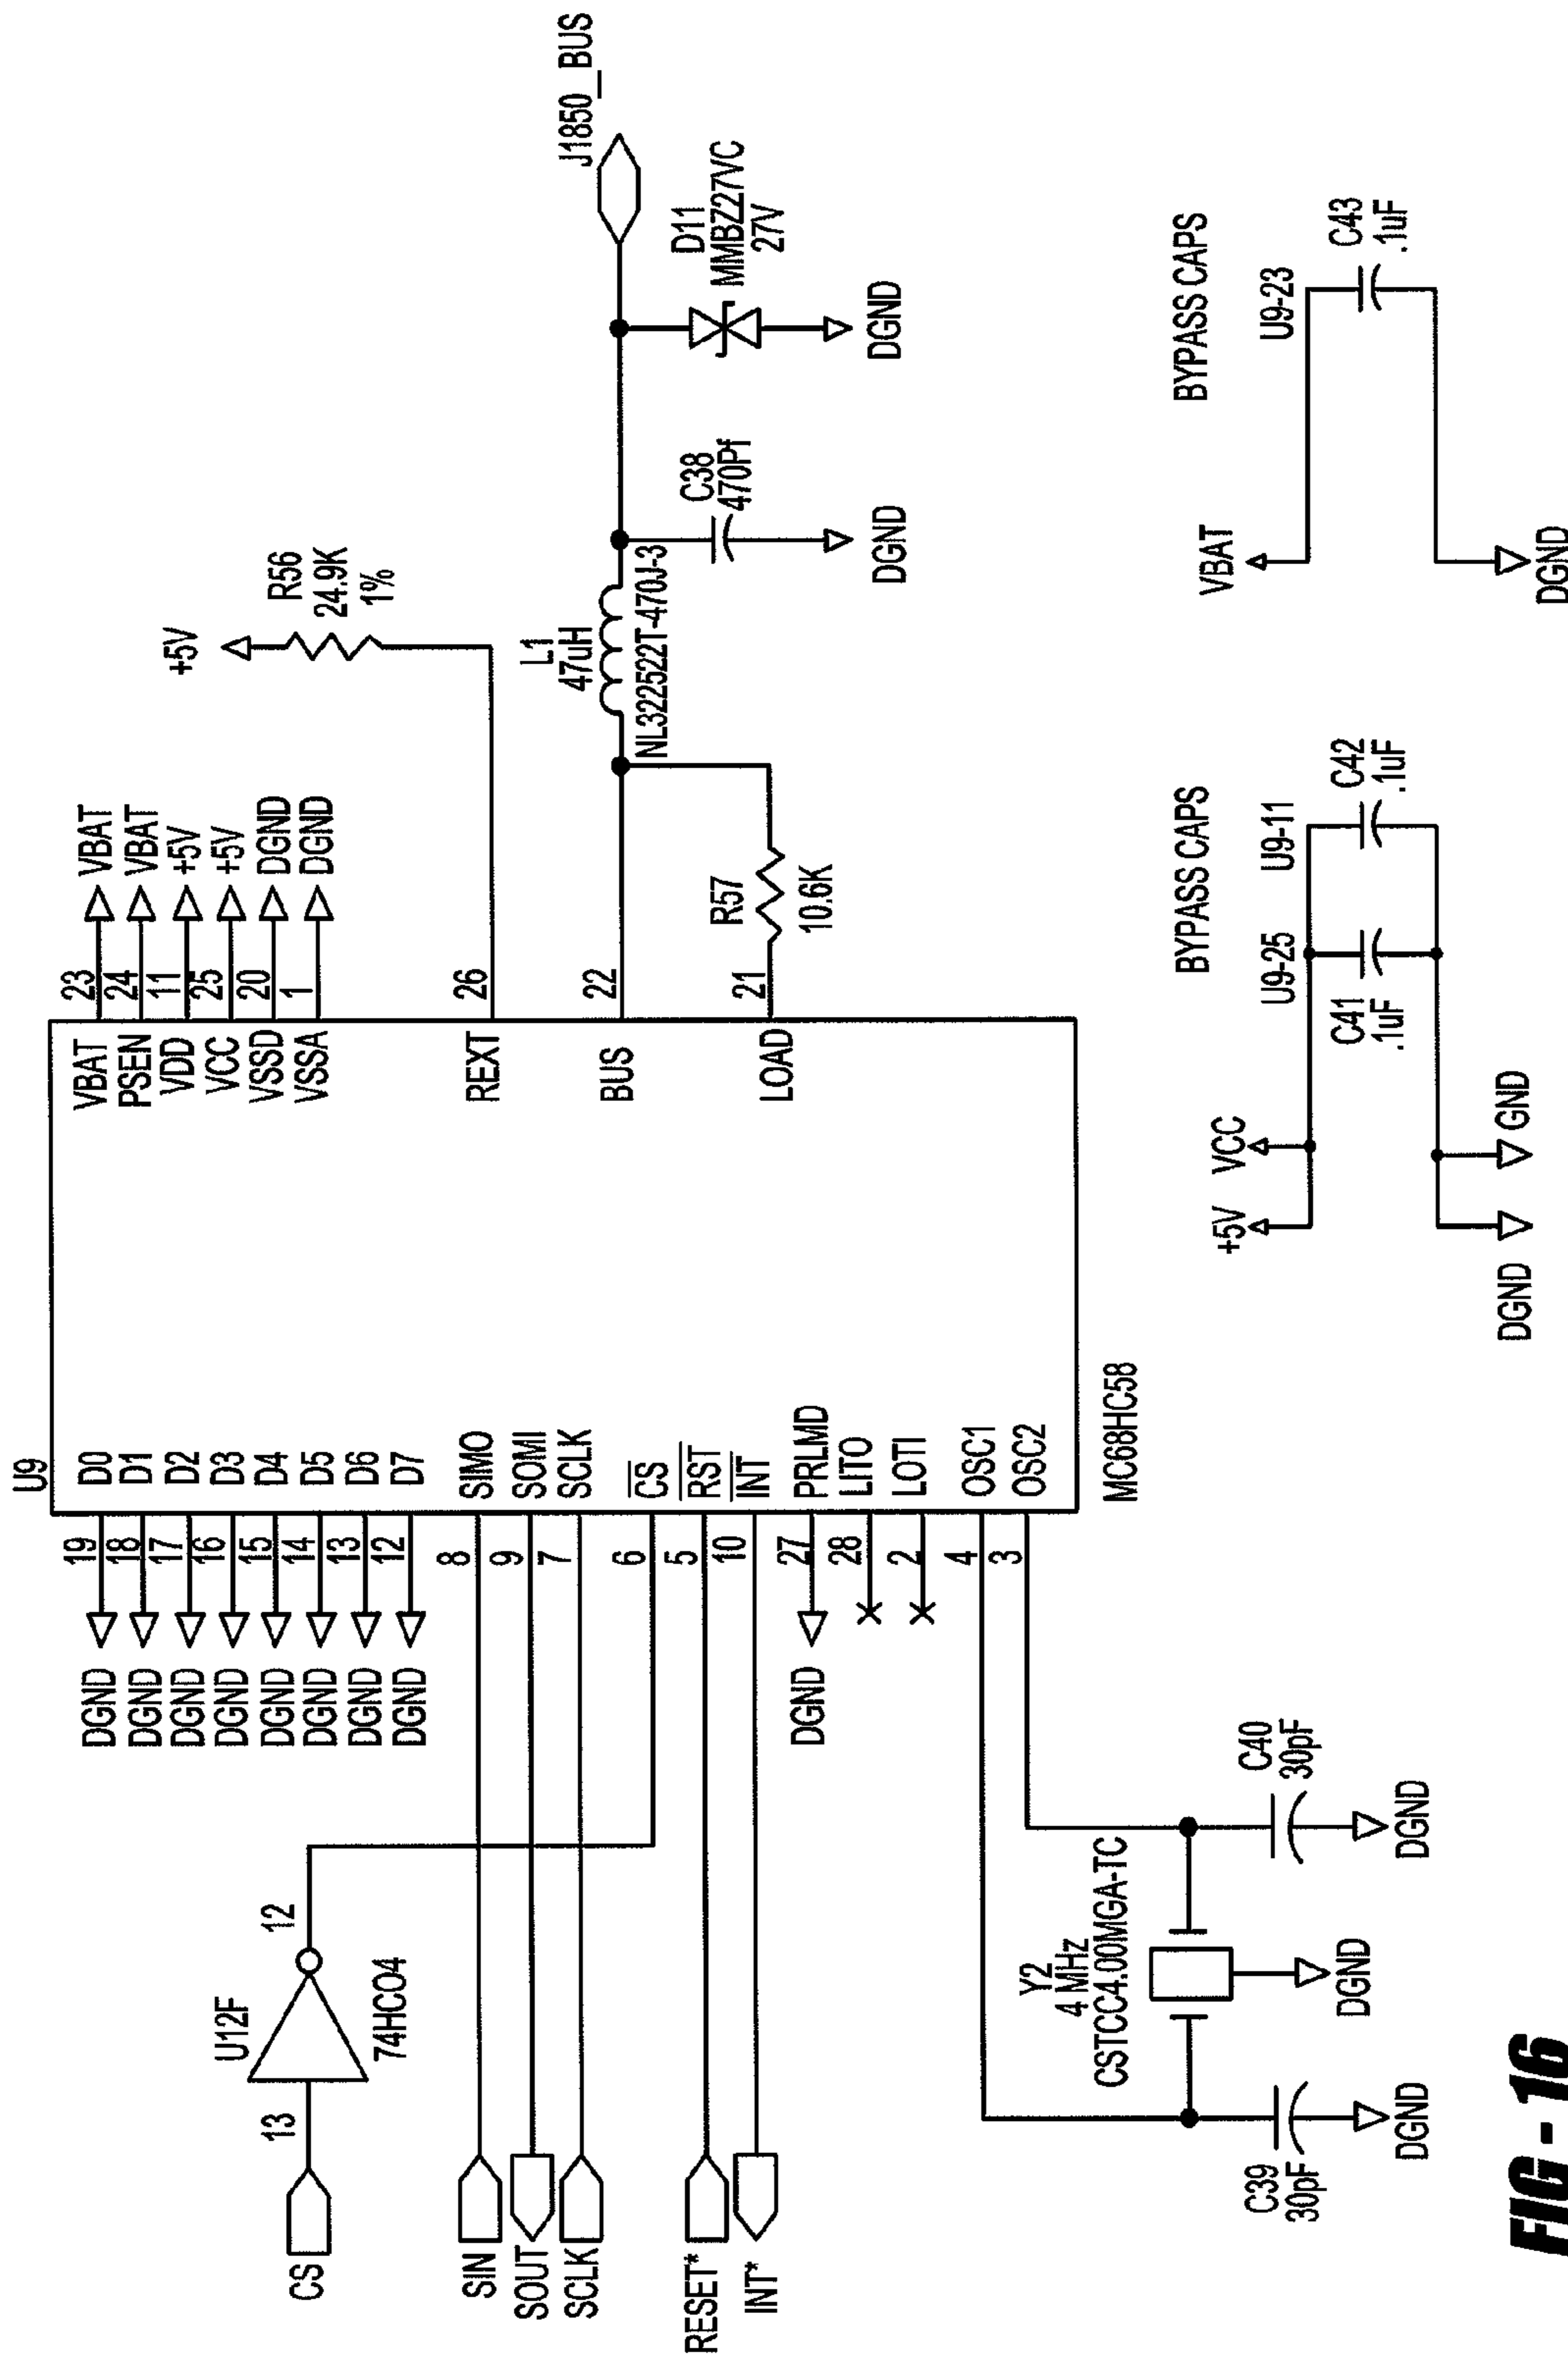 U9
MC68HC58
D0
D1
D2
D3
D4
D5
D6
D7
SIMO
SOMI
SCLK
CS
RST
INT
PRLMD
LITO
LOTI
OSC1
OSC2
19
18
17
16
15
14
13
12
8
9
7
6
5
10
27
28
2
4
3
DGND
DGND
DGND
DGND
DGND
DGND
DGND
DGND
DGND
CS
13
U12F
74HC04
12
SIN
SOUT
SCLK
RESET*
INT*
VBAT
PSEN
VDD
VCC
VSSD
VSSA
REXT
BUS
LOAD
23
24
11
25
20
1
26
22
21
VBAT
VBAT
+5V
+5V
DGND
DGND
+5V
R56
24.9K
1%
R57
10.6K
L1
47uH
NL322522T-470J-3
C38
470Pf
DGND
D11
MMBZ27VC
27V
DGND
J1850_BUS
Y2
4 MHz
CSTCC4.00MGA-TC
DGND
C39
30pF
DGND
C40
30pF
DGND
BYPASS CAPS
+5V
VCC
U9-25
U9-11
C41
.1uF
C42
.1uF
DGND
GND
BYPASS CAPS
VBAT
U9-23
C43
.1uF
DGND
FIG - 16